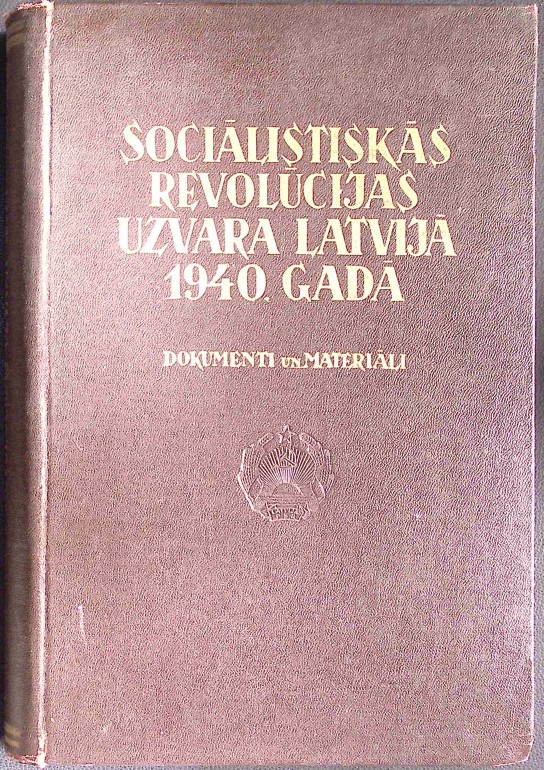 SOCIĀLISTISKĀS
REVOLŪCIJAS
UZVARA LATVIJĀ
1940. GADĀ
DOKUMENTI UN MATERIĀLI